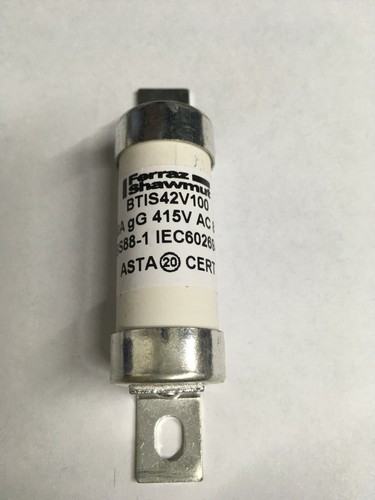 Ferraz
Shawmut
BTIS42V100
A gG 415V AC
S88-1 IEC60269
ASTA 20 CERT